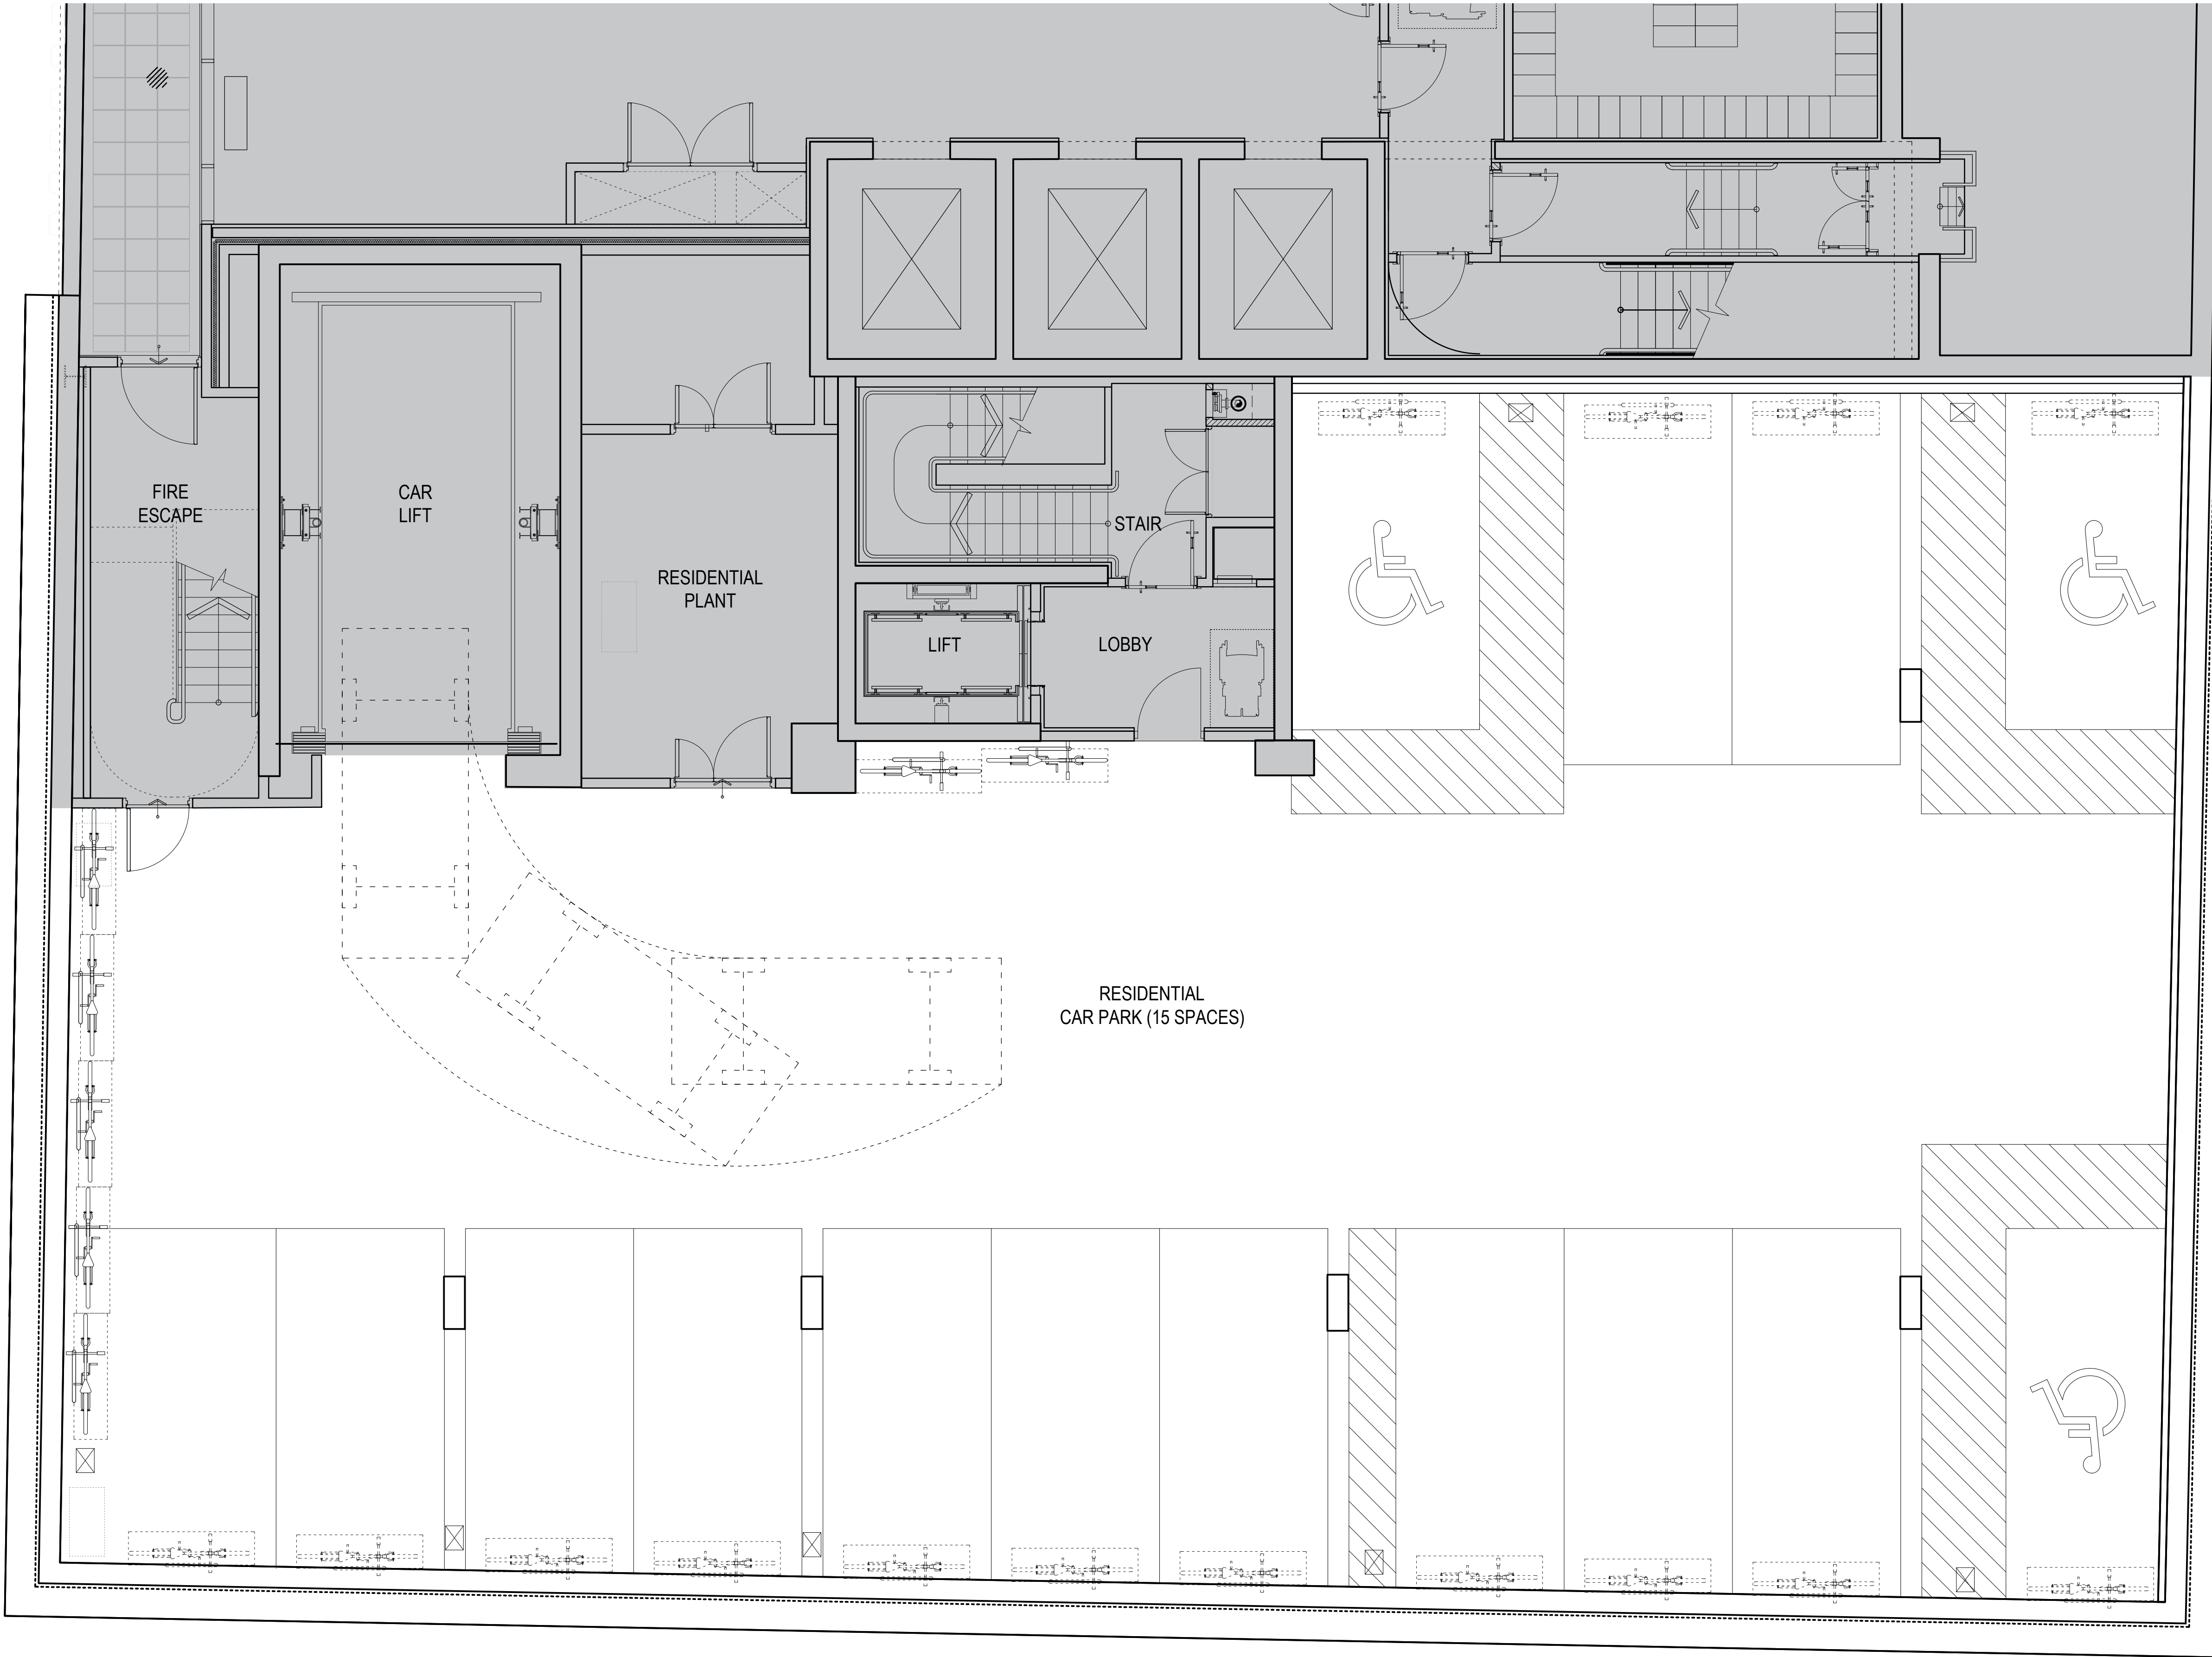 FIRE
ESCAPE
CAR
LIFT
STAIR
RESIDENTIAL
PLANT
LIFT
LOBBY
RESIDENTIAL
CAR PARK (15 SPACES)